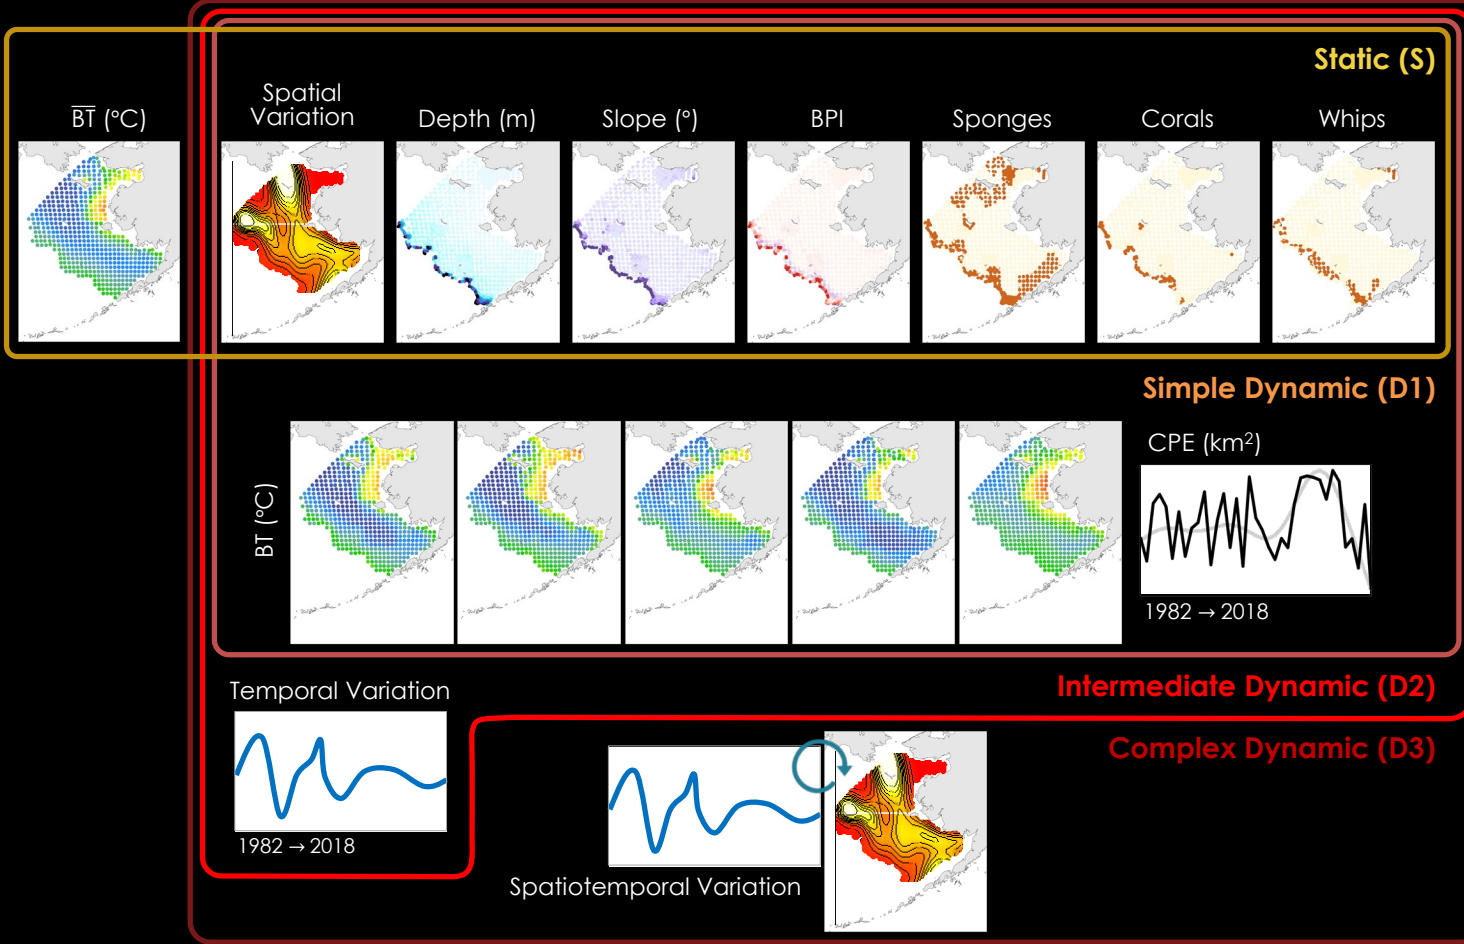 Static (S)
B̅T̅ (°C)
Spatial
Variation
Depth (m)
Slope (°)
BPI
Sponges
Corals
Whips
Simple Dynamic (D1)
BT (°C)
CPE (km²)
1982 → 2018
Intermediate Dynamic (D2)
Temporal Variation
1982 → 2018
Complex Dynamic (D3)
Spatiotemporal Variation